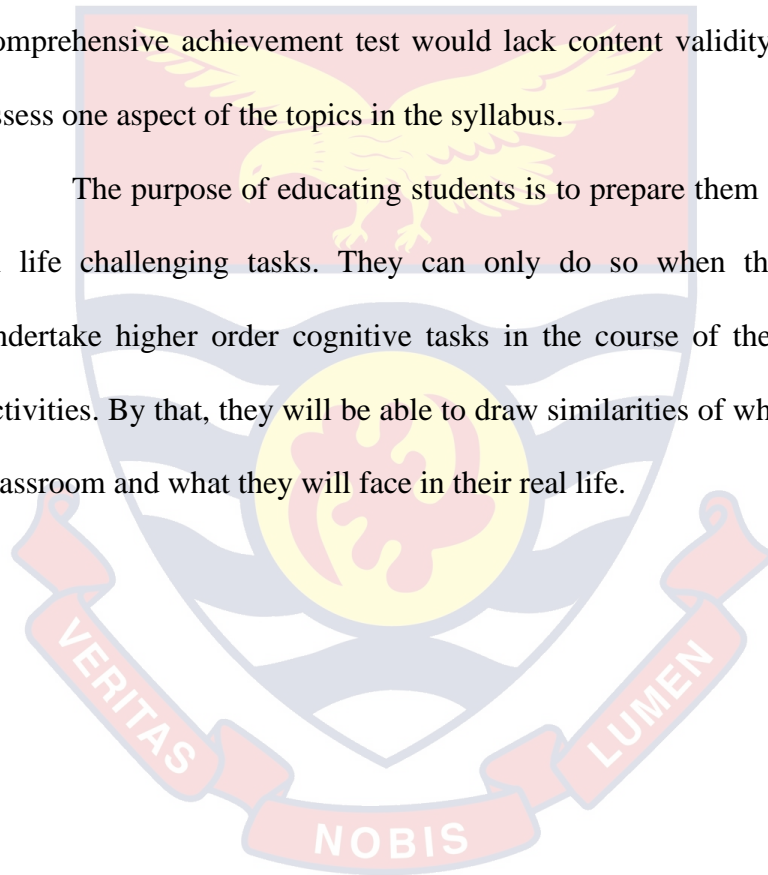 omprehensive achievement test would lack content validity
ssess one aspect of the topics in the syllabus.
The purpose of educating students is to prepare them
life challenging tasks. They can only do so when th
ndertake higher order cognitive tasks in the course of the
ctivities. By that, they will be able to draw similarities of wh
assroom and what they will face in their real life.
VERITAS
NOBIS
LUMEN